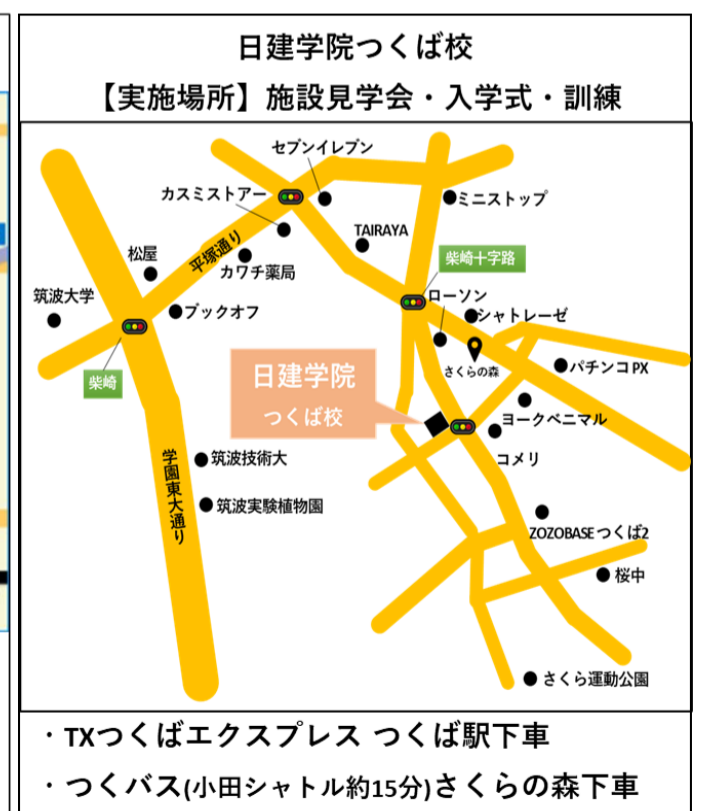 日建学院つくば校
【実施場所】施設見学会・入学式・訓練
セブンイレブン
カスミストアー
ミニストップ
TAIRAYA
平塚通り
松屋
カワチ薬局
柴崎十字路
筑波大学
ブックオフ
ローソン
シャトレーゼ
柴崎
日建学院
つくば校
さくらの森
パチンコPX
ヨークベニマル
コメリ
学園東大通り
筑波技術大
筑波実験植物園
ZOZOBASEつくば2
桜中
さくら運動公園
・TXつくばエクスプレス つくば駅下車
・つくバス(小田シャトル約15分)さくらの森下車